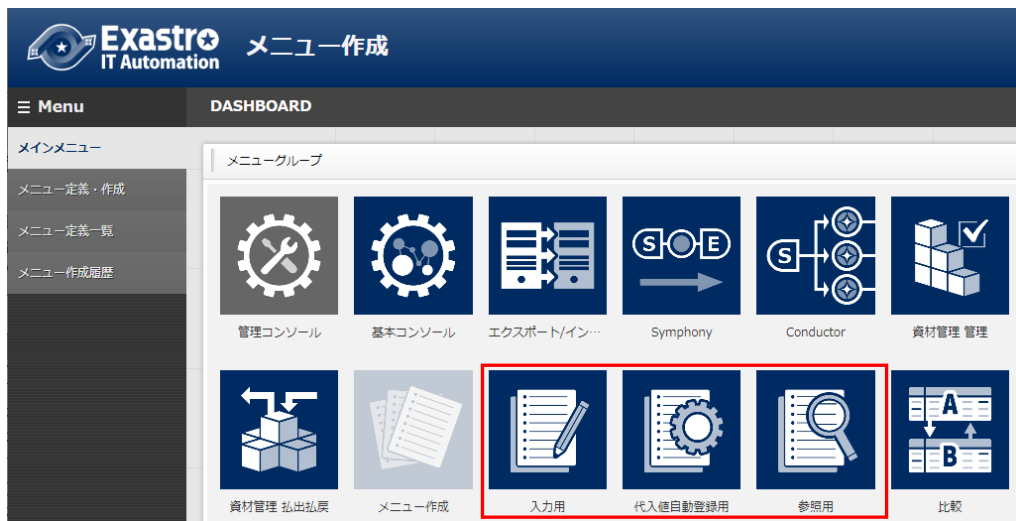 Exastro
IT Automation
メニュー作成
Menu
DASHBOARD
メインメニュー
メニュー定義・作成
メニュー定義一覧
メニュー作成履歴
メニューグループ
S E
S
管理コンソール
基本コンソール
エクスポート/イン…
Symphony
Conductor
資材管理 管理
A
B
資材管理 払出払戻
メニュー作成
入力用
代入値自動登録用
参照用
比較